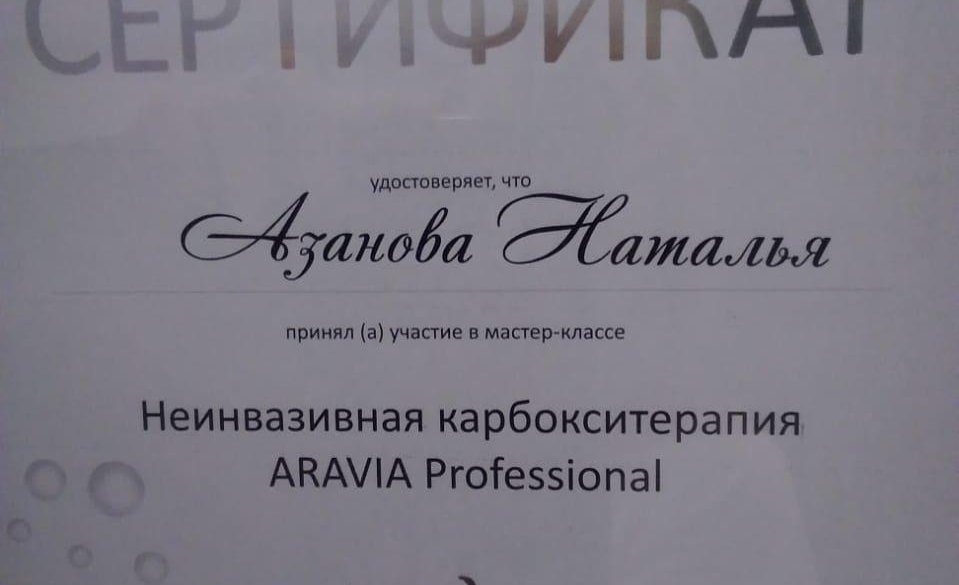 СЕРТИФИКАТ
удостоверяет, что
Азанова Наталья
принял (а) участие в мастер-классе
Неинвазивная карбокситерапия
ARAVIA Professional